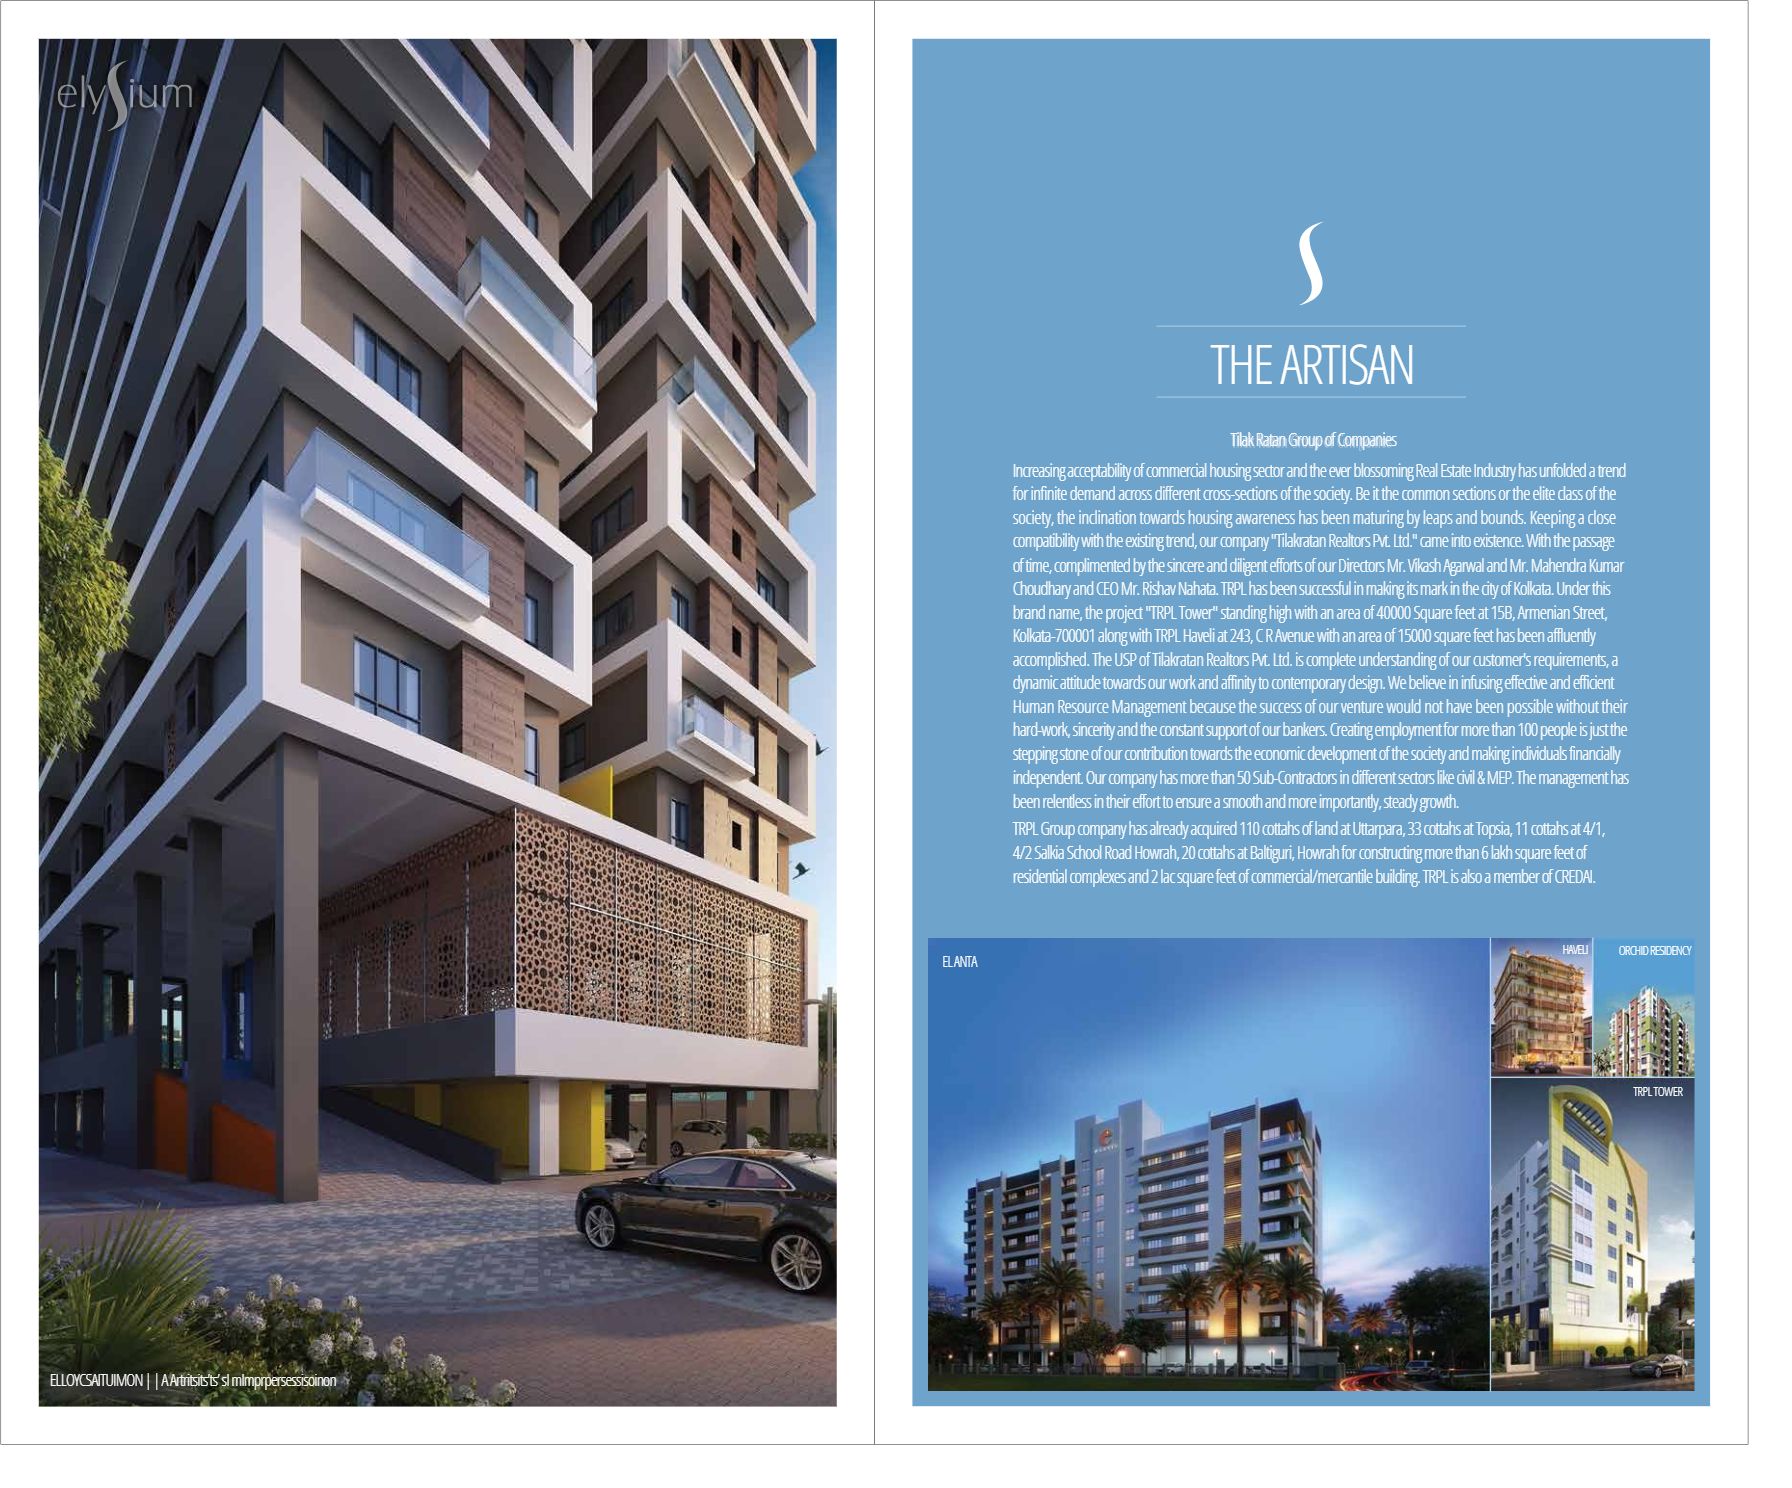 elysium
ELLOYCSAITUIMON | | A Artritsits'ts' sI mImprpersessisoinon
THE ARTISAN
Tilak Ratan Group of Companies
Increasing acceptability of commercial housing sector and the ever blossoming Real Estate Industry has unfolded a trend
for infinite demand across different cross-sections of the society. Be it the common sections or the elite class of the
society, the inclination towards housing awareness has been maturing by leaps and bounds. Keeping a close
compatibility with the existing trend, our company "Tilakratan Realtors Pvt. Ltd." came into existence. With the passage
of time, complimented by the sincere and diligent efforts of our Directors Mr. Vikash Agarwal and Mr. Mahendra Kumar
Choudhary and CEO Mr. Rishav Nahata. TRPL has been successful in making its mark in the city of Kolkata. Under this
brand name, the project "TRPL Tower" standing high with an area of 40000 Square feet at 15B, Armenian Street,
Kolkata-700001 along with TRPL Haveli at 243, C R Avenue with an area of 15000 square feet has been affluently
accomplished. The USP of Tilakratan Realtors Pvt. Ltd. is complete understanding of our customer's requirements, a
dynamic attitude towards our work and affinity to contemporary design. We believe in infusing effective and efficient
Human Resource Management because the success of our venture would not have been possible without their
hard-work, sincerity and the constant support of our bankers. Creating employment for more than 100 people is just the
stepping stone of our contribution towards the economic development of the society and making individuals financially
independent. Our company has more than 50 Sub-Contractors in different sectors like civil & MEP. The management has
been relentless in their effort to ensure a smooth and more importantly, steady growth.
TRPL Group company has already acquired 110 cottahs of land at Uttarpara, 33 cottahs at Topsia, 11 cottahs at 4/1,
4/2 Salkia School Road Howrah, 20 cottahs at Baltiguri, Howrah for constructing more than 6 lakh square feet of
residential complexes and 2 lac square feet of commercial/mercantile building. TRPL is also a member of CREDAI.
EL ANTA
HAVELI
ORCHID RESIDENCY
TRPL TOWER